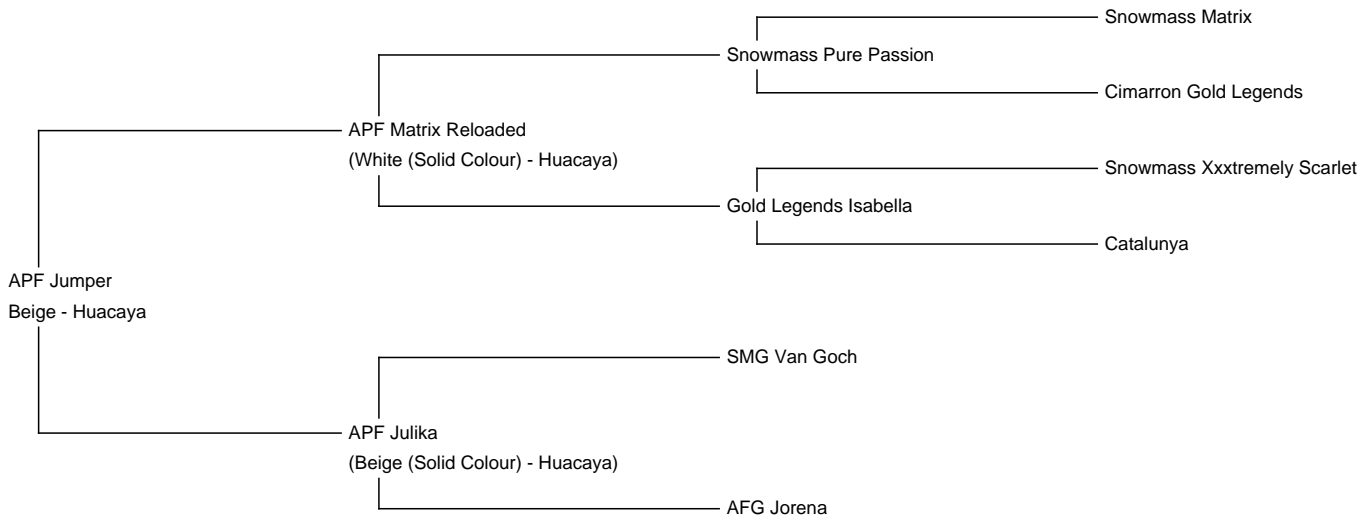 Snowmass Matrix
Snowmass Pure Passion
Cimarron Gold Legends
APF Matrix Reloaded
(White (Solid Colour) - Huacaya)
Snowmass Xxxtremely Scarlet
Gold Legends Isabella
Catalunya
APF Jumper
Beige - Huacaya
SMG Van Goch
APF Julika
(Beige (Solid Colour) - Huacaya)
AFG Jorena